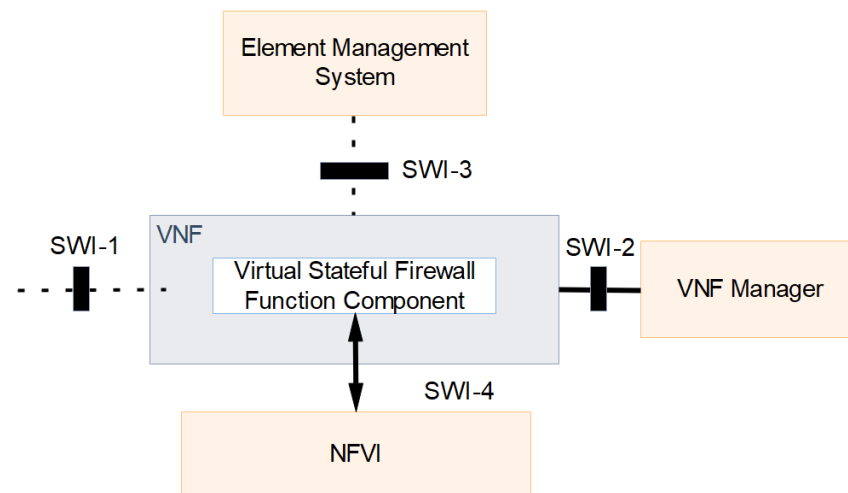 Element Management
System
SWI-3
SWI-1
VNF
SWI-2
Virtual Stateful Firewall
Function Component
VNF Manager
SWI-4
NFVI